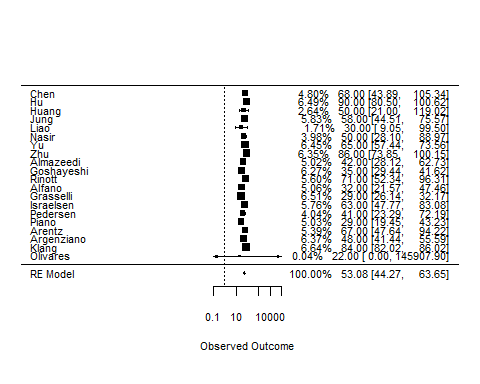 Chen 4.80% 68.00 [43.89, 105.34]
Hu 6.49% 90.00 [80.50, 100.62]
Huang 2.64% 50.00 [21.00, 119.02]
Jung 5.83% 58.00 [44.51, 75.57]
Liao 1.71% 30.00 [ 9.05, 99.50]
Nasir 3.98% 50.00 [28.10, 88.97]
Yu 6.45% 65.00 [57.44, 73.56]
Zhu 6.35% 86.00 [73.85, 100.15]
Almazeedi 5.02% 42.00 [28.12, 62.73]
Goshayeshi 6.27% 35.00 [29.44, 41.62]
Rinott 5.60% 71.00 [52.34, 96.31]
Alfano 5.06% 32.00 [21.57, 47.46]
Grasselli 6.51% 29.00 [26.14, 32.17]
Israelsen 5.76% 63.00 [47.77, 83.08]
Pedersen 4.04% 41.00 [23.29, 72.19]
Piano 5.03% 29.00 [19.45, 43.23]
Arentz 5.39% 67.00 [47.64, 94.22]
Argenziano 6.37% 48.00 [41.44, 55.59]
Klang 6.64% 84.00 [82.02, 86.02]
Olivares 0.04% 22.00 [ 0.00, 145907.90]
RE Model 100.00% 53.08 [44.27, 63.65]
0.1 10 10000
Observed Outcome